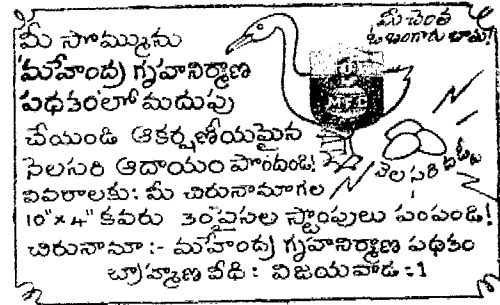 మీ చెంత
ఓ బంగారు బాతు!
మీ సొమ్మును
'మహేంద్ర గృహనిర్మాణ
పథకం'లో మదుపు
చేయండి ఆకర్షణీయమైన
నెలసరి ఆదాయం పొందండి!
నెలసరి
వివరాలకు: మీ చిరునామాగల
10"x4" కవరు 30పైసల స్టాంపులు పంపండి!
చిరునామా :- మహేంద్ర గృహనిర్మాణ పథకం
బ్రాహ్మణ వీధి : విజయవాడ :1